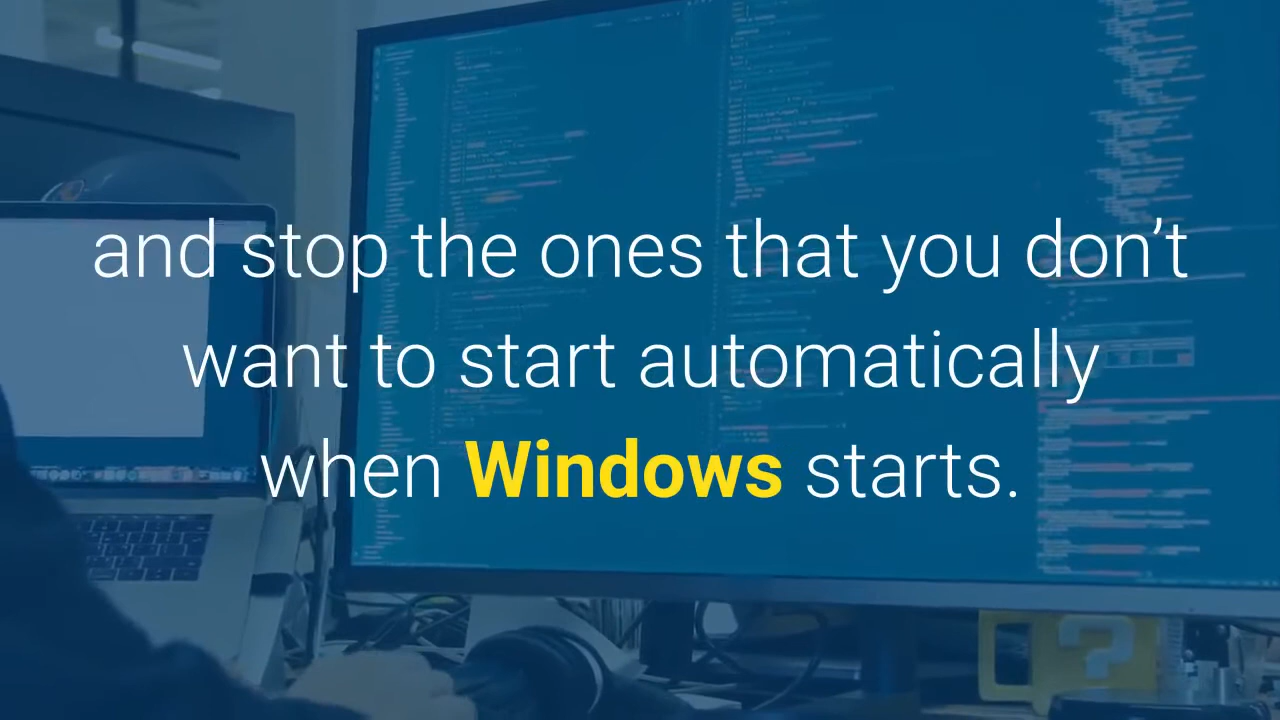 and stop the ones that you don’t
want to start automatically
when Windows starts.